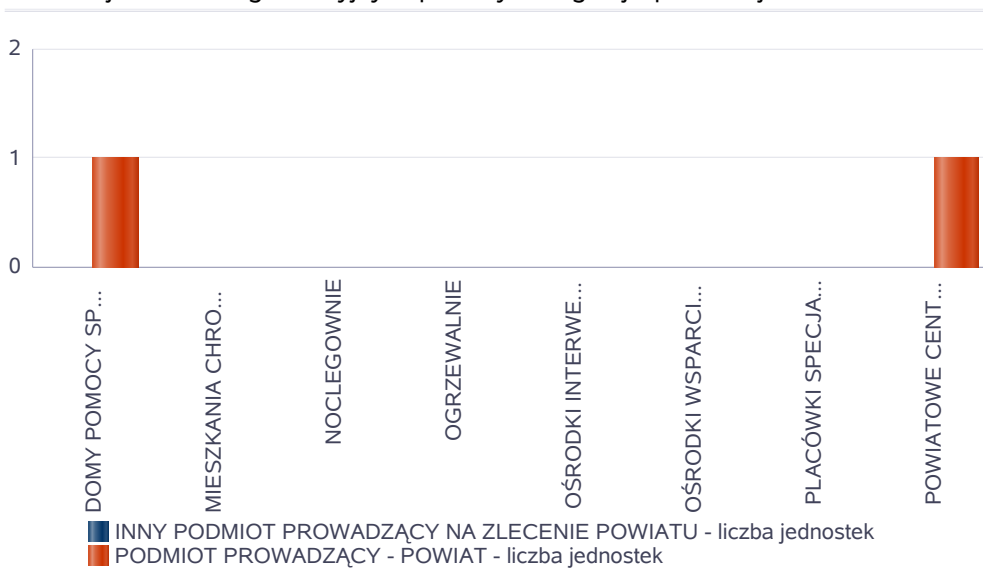 2
1
0
DOMY POMOCY SP...
MIESZKANIA CHRO...
NOCLEGOWNIE
OGRZEWALNIE
OŚRODKI INTERWE...
OŚRODKI WSPARCI...
PLACÓWKI SPECJA...
POWIATOWE CENT...
INNY PODMIOT PROWADZĄCY NA ZLECENIE POWIATU - liczba jednostek
PODMIOT PROWADZĄCY - POWIAT - liczba jednostek